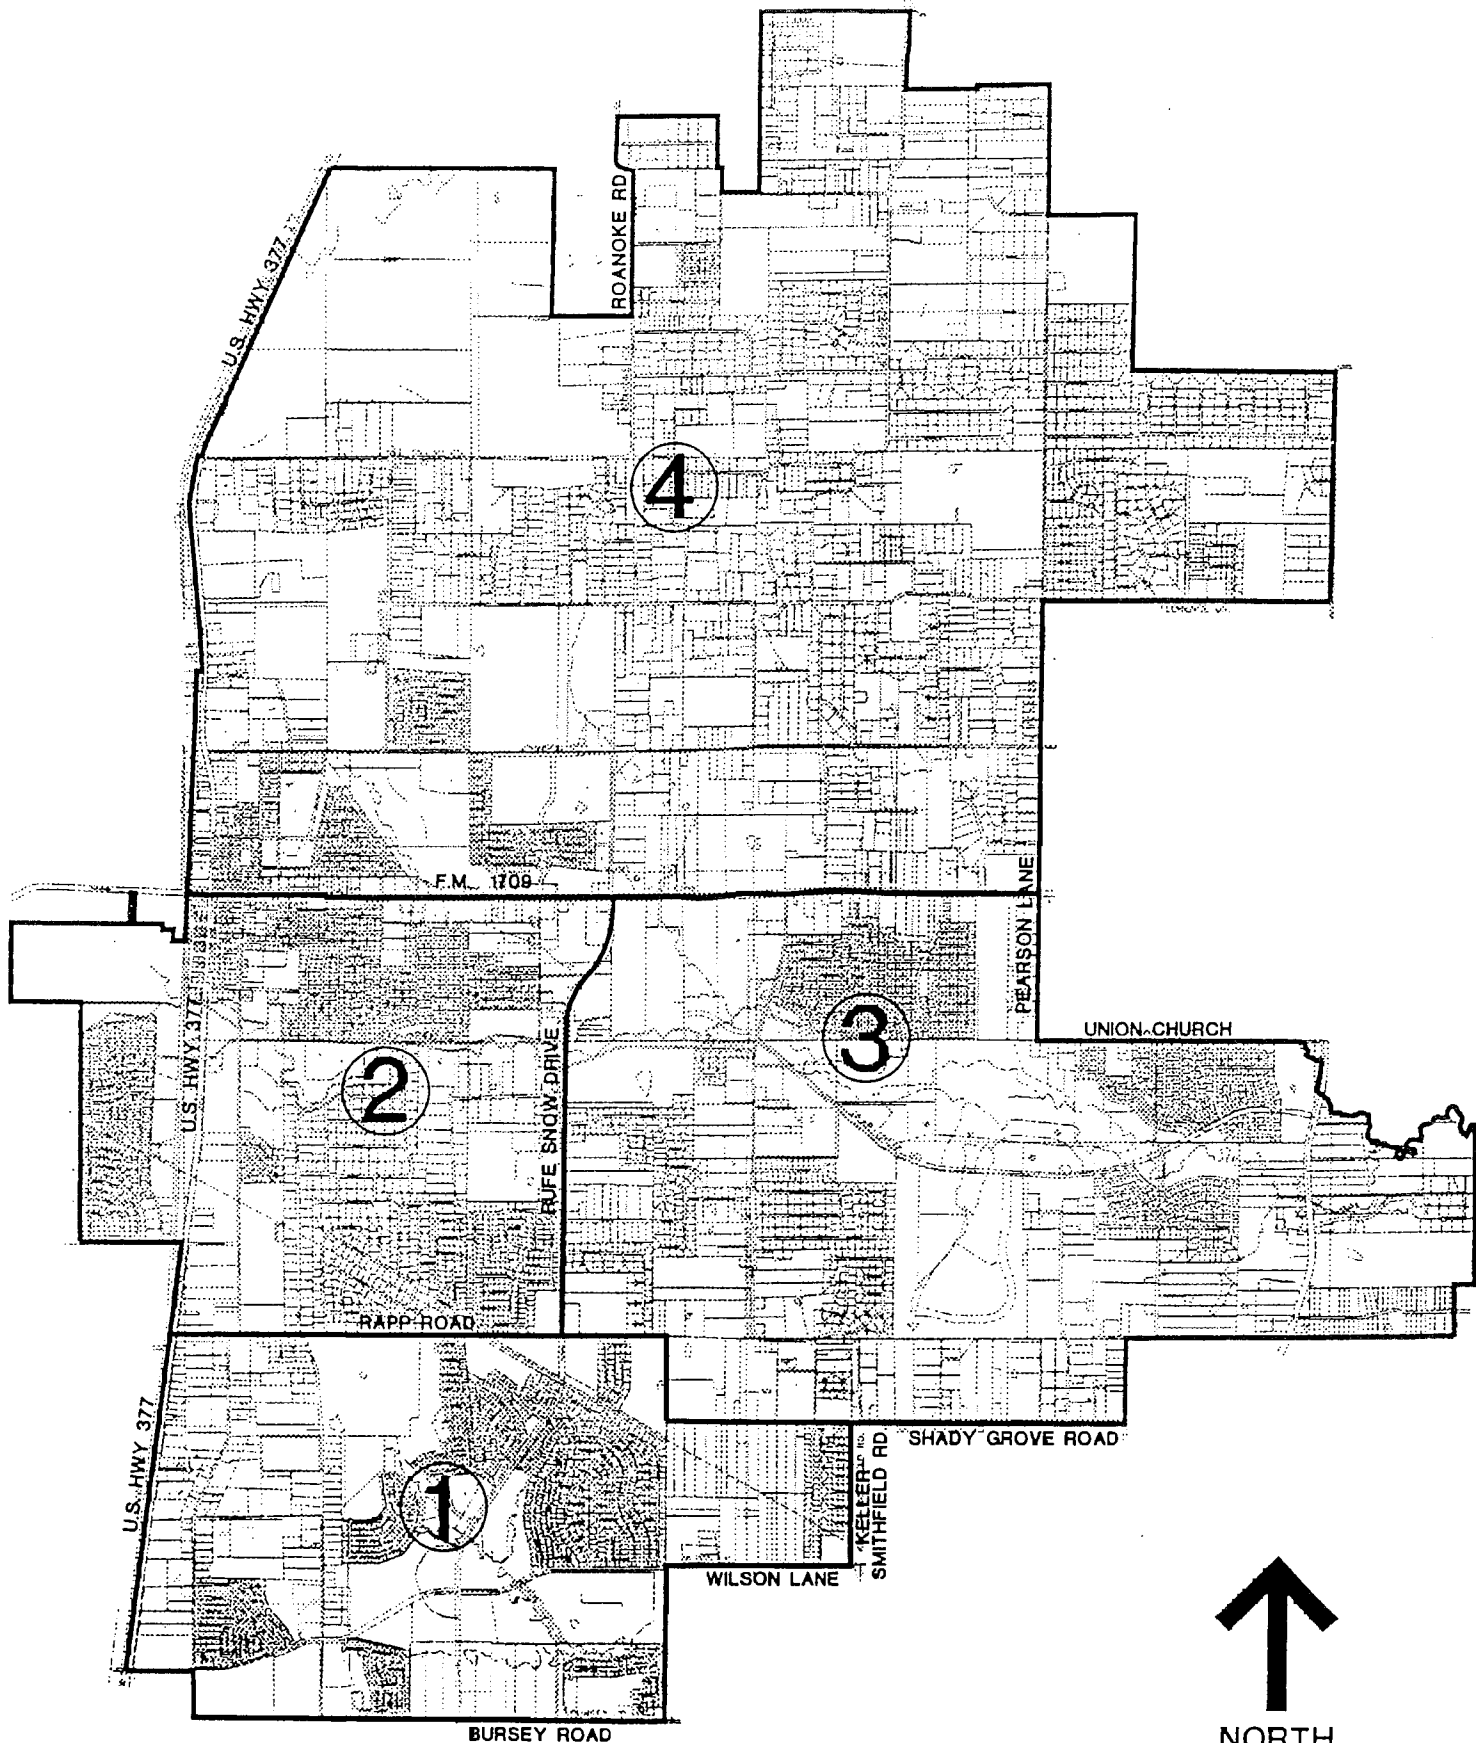 ROANOKE RD
U.S. HWY 377
4
F.M. 1709
PEARSON LANE
UNION CHURCH
3
2
U.S. HWY 377
RUFE SNOW DRIVE
RAPP ROAD
U.S. HWY 377
SHADY GROVE ROAD
KELLER
SMITHFIELD RD
1
WILSON LANE
BURSEY ROAD
NORTH